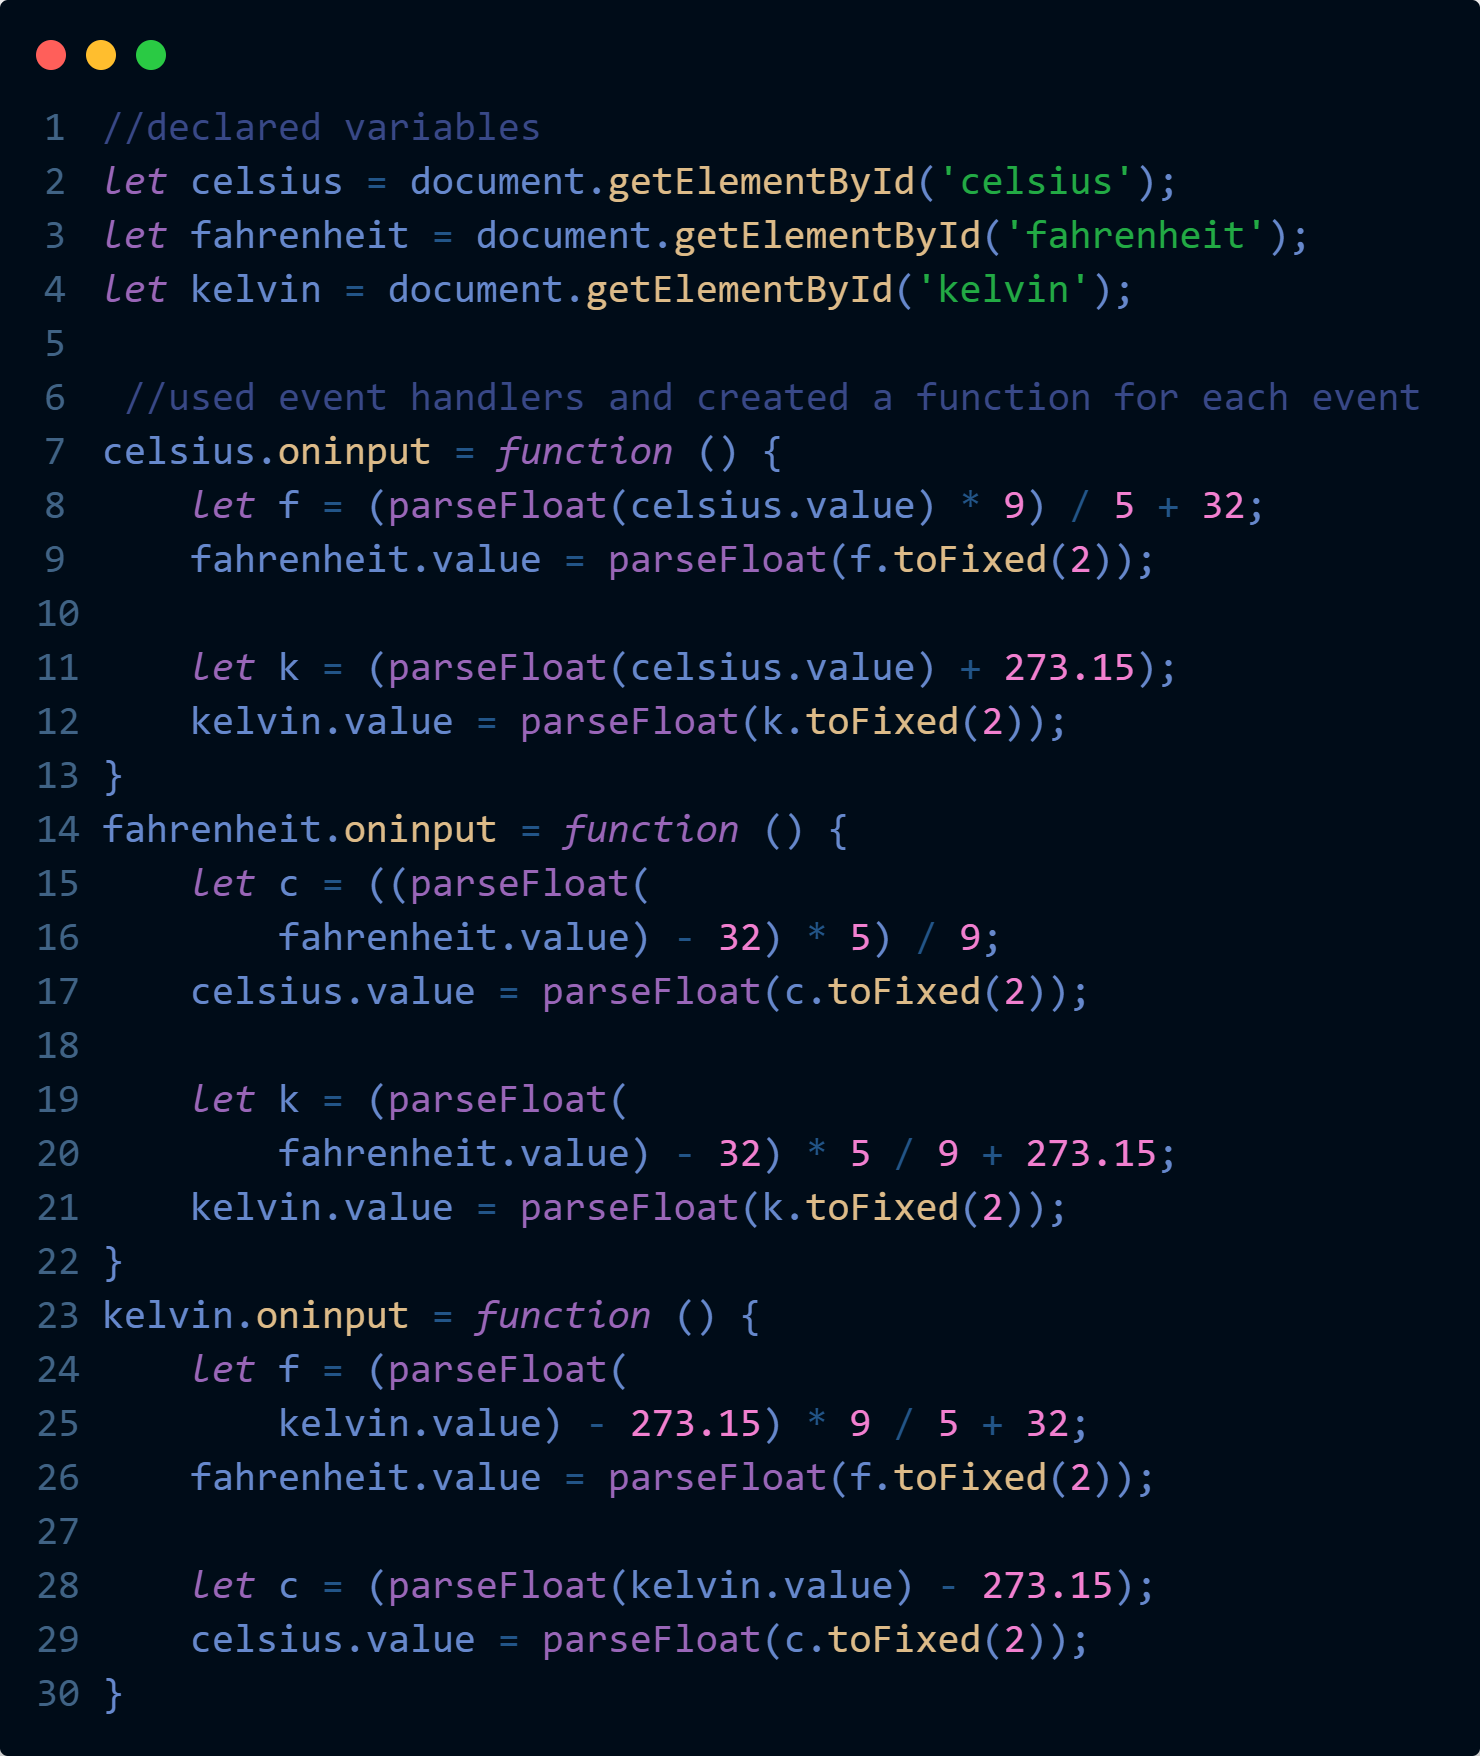 1 //declared variables
2 let celsius = document.getElementById('celsius');
3 let fahrenheit = document.getElementById('fahrenheit');
4 let kelvin = document.getElementById('kelvin');
5
6  //used event handlers and created a function for each event
7 celsius.oninput = function () {
8     let f = (parseFloat(celsius.value) * 9) / 5 + 32;
9     fahrenheit.value = parseFloat(f.toFixed(2));
10
11     let k = (parseFloat(celsius.value) + 273.15);
12     kelvin.value = parseFloat(k.toFixed(2));
13 }
14 fahrenheit.oninput = function () {
15     let c = ((parseFloat(
16         fahrenheit.value) - 32) * 5) / 9;
17     celsius.value = parseFloat(c.toFixed(2));
18
19     let k = (parseFloat(
20         fahrenheit.value) - 32) * 5 / 9 + 273.15;
21     kelvin.value = parseFloat(k.toFixed(2));
22 }
23 kelvin.oninput = function () {
24     let f = (parseFloat(
25         kelvin.value) - 273.15) * 9 / 5 + 32;
26     fahrenheit.value = parseFloat(f.toFixed(2));
27
28     let c = (parseFloat(kelvin.value) - 273.15);
29     celsius.value = parseFloat(c.toFixed(2));
30 }